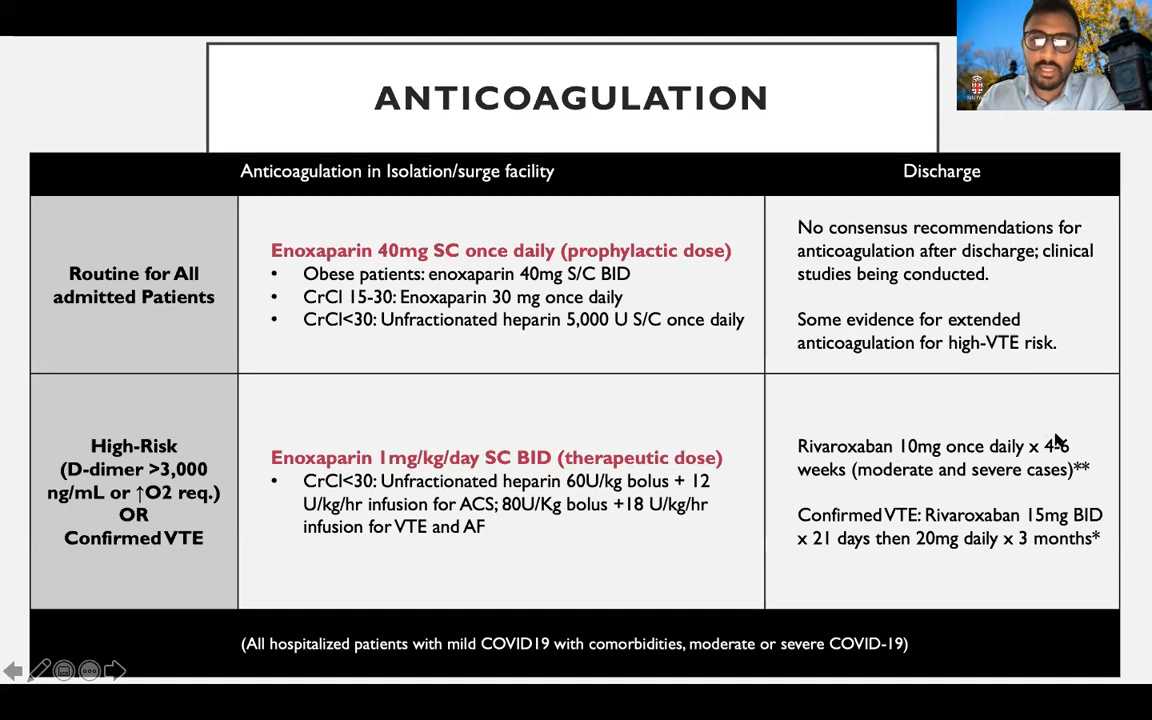 ANTICOAGULATION
Anticoagulation in Isolation/surge facility
Discharge
Routine for All
admitted Patients
Enoxaparin 40mg SC once daily (prophylactic dose)
• Obese patients: enoxaparin 40mg S/C BID
• CrCl 15-30: Enoxaparin 30 mg once daily
• CrCl<30: Unfractionated heparin 5,000 U S/C once daily
No consensus recommendations for
anticoagulation after discharge; clinical
studies being conducted.
Some evidence for extended
anticoagulation for high-VTE risk.
High-Risk
(D-dimer >3,000
ng/mL or ↑O2 req.)
OR
Confirmed VTE
Enoxaparin 1mg/kg/day SC BID (therapeutic dose)
• CrCl<30: Unfractionated heparin 60U/kg bolus + 12
U/kg/hr infusion for ACS; 80U/Kg bolus +18 U/kg/hr
infusion for VTE and AF
Rivaroxaban 10mg once daily x 4-6
weeks (moderate and severe cases)**
Confirmed VTE: Rivaroxaban 15mg BID
x 21 days then 20mg daily x 3 months*
(All hospitalized patients with mild COVID19 with comorbidities, moderate or severe COVID-19)